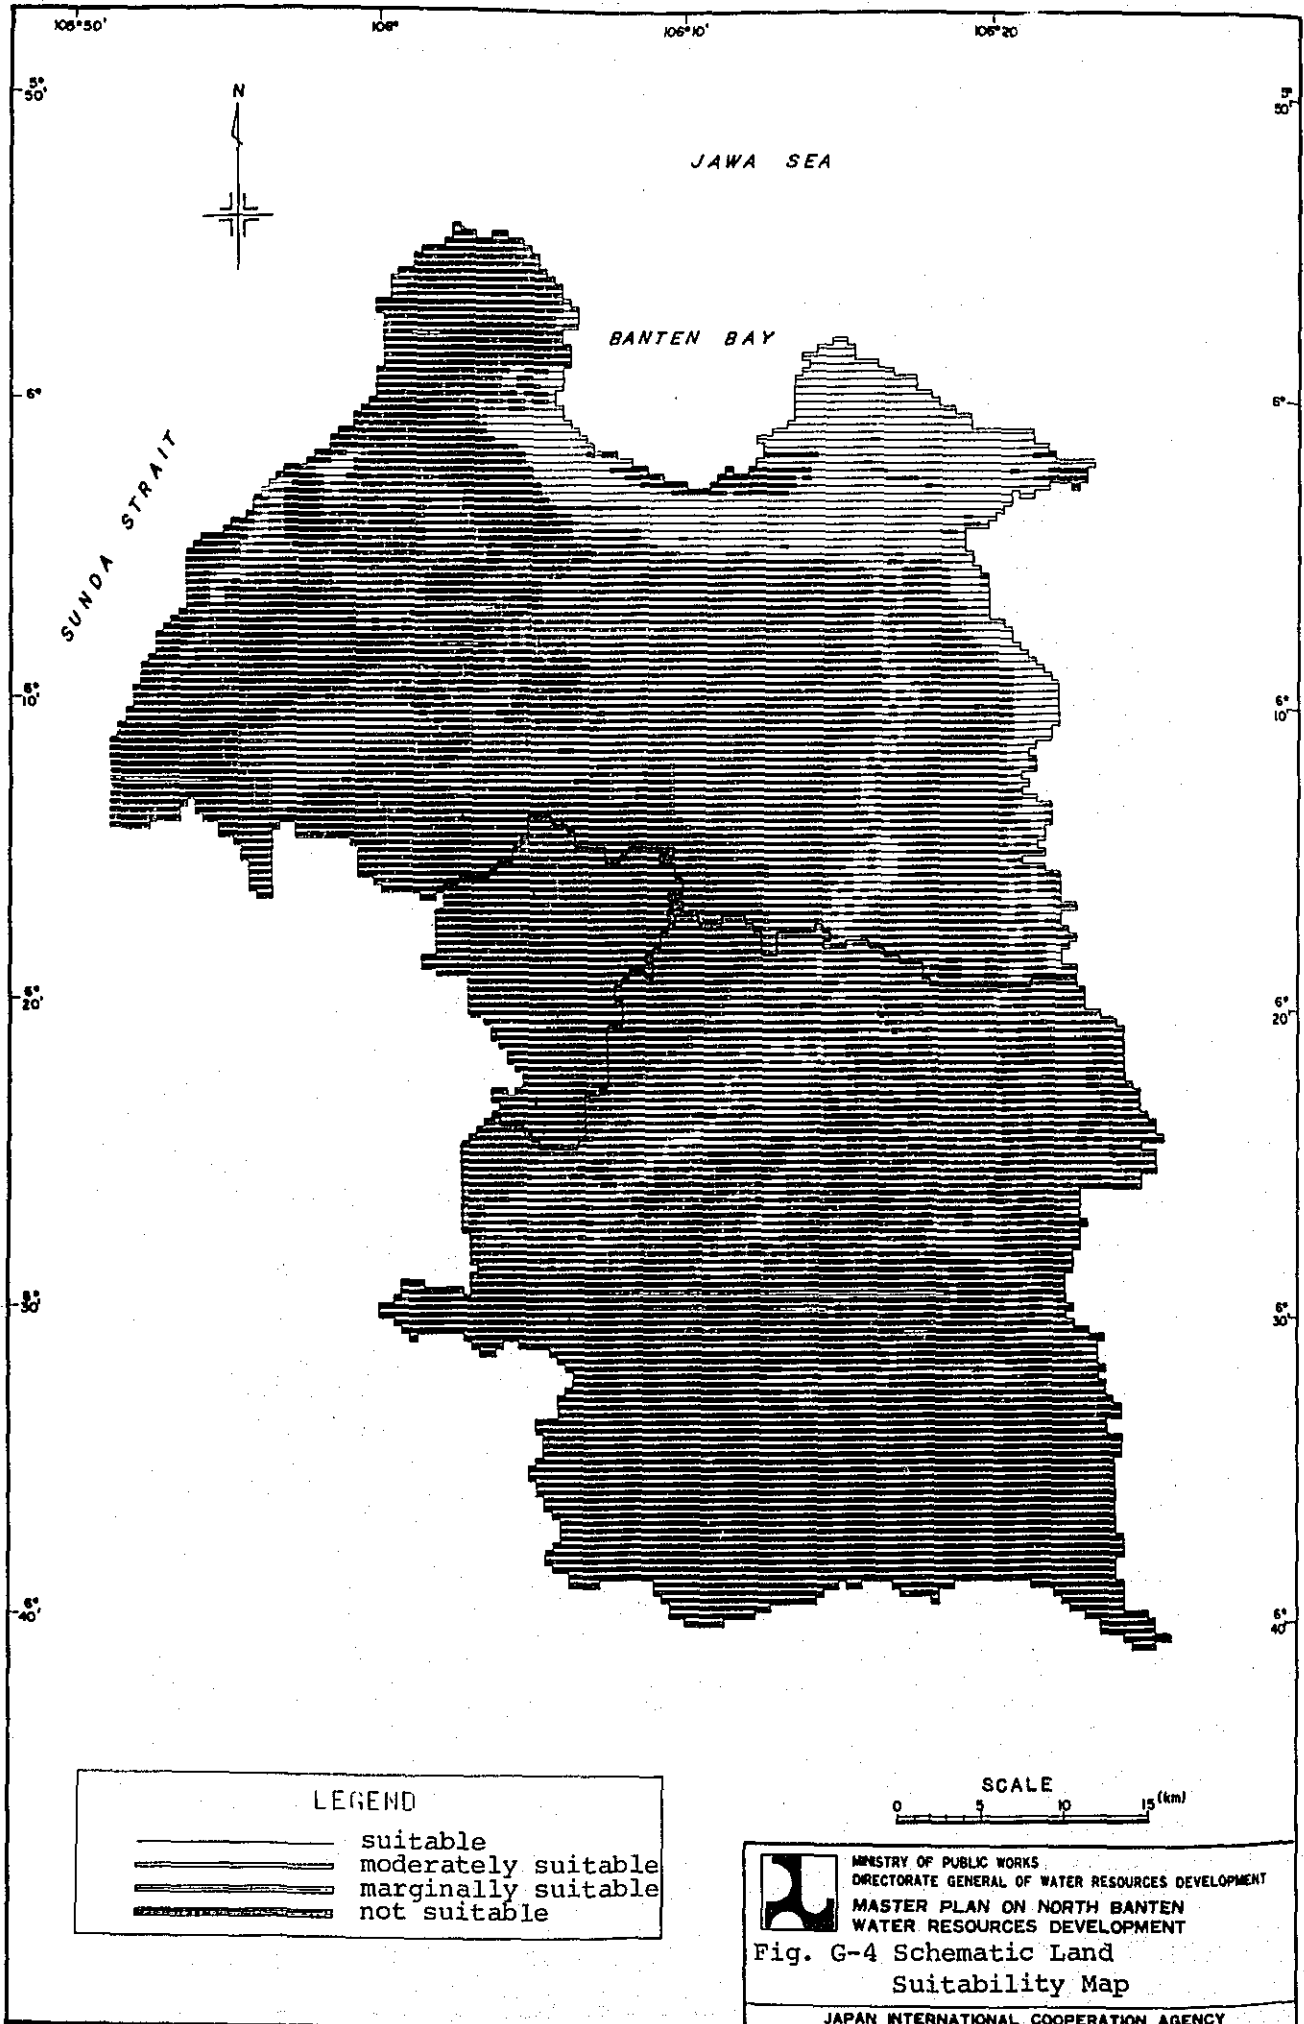 105°50' 106° 106°10' 106°20'
5° 50'
5° 50'
N
JAWA SEA
BANTEN BAY
6°
6°
SUNDA STRAIT
6° 10'
6° 10'
6° 20'
6° 20'
6° 30'
6° 30'
6° 40'
6° 40'
LEGEND
suitable
moderately suitable
marginally suitable
not suitable
SCALE
0 5 10 15 (km)
MINISTRY OF PUBLIC WORKS
DIRECTORATE GENERAL OF WATER RESOURCES DEVELOPMENT
MASTER PLAN ON NORTH BANTEN
WATER RESOURCES DEVELOPMENT
Fig. G-4 Schematic Land
Suitability Map
JAPAN INTERNATIONAL COOPERATION AGENCY